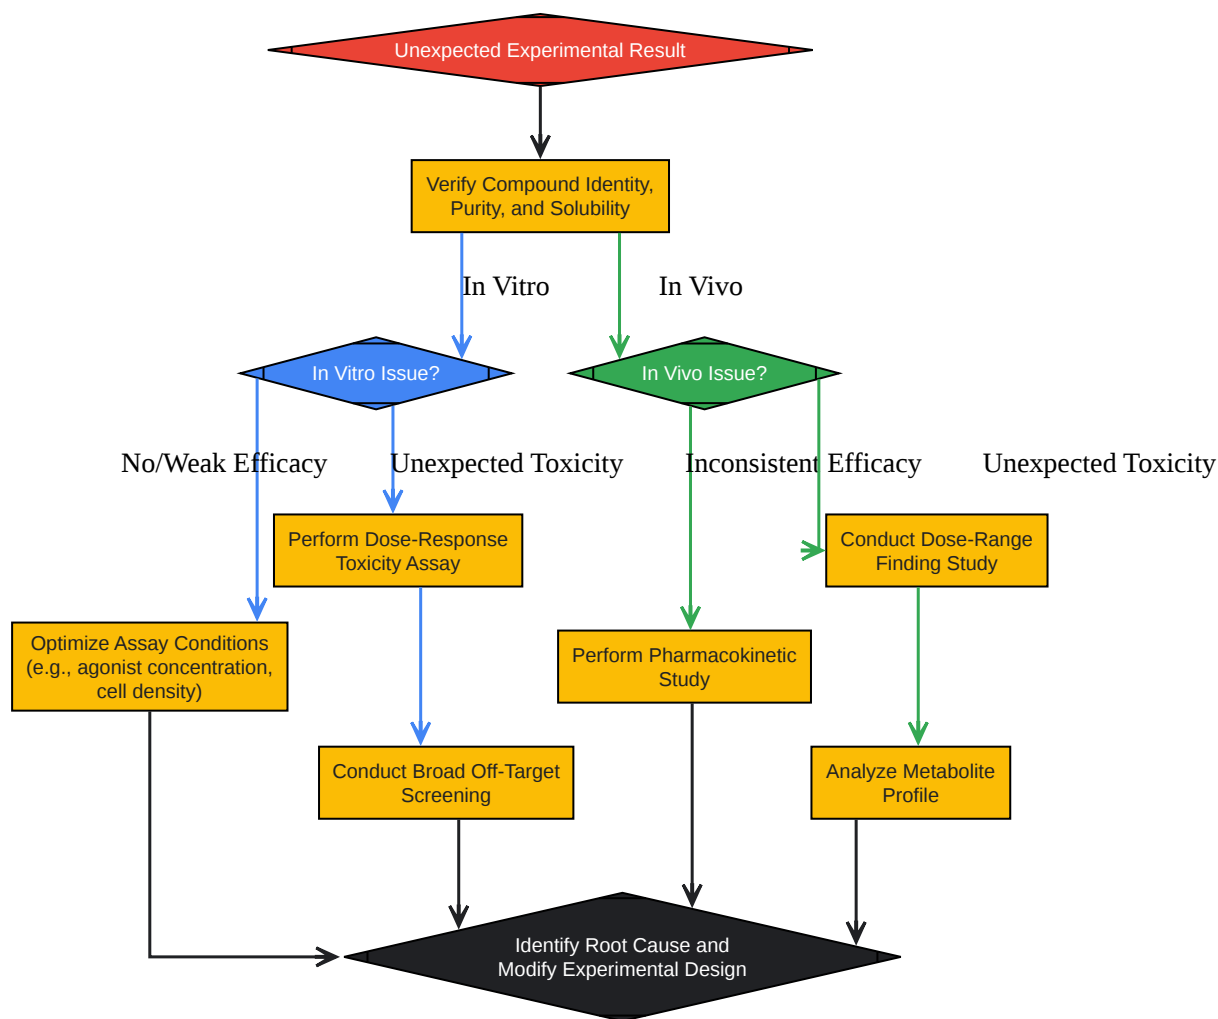 Unexpected Experimental Result
Verify Compound Identity,
Purity, and Solubility
In Vitro
In Vivo
In Vitro Issue?
In Vivo Issue?
No/Weak Efficacy
Unexpected Toxicity
Inconsistent Efficacy
Unexpected Toxicity
Perform Dose-Response
Toxicity Assay
Conduct Dose-Range
Finding Study
Optimize Assay Conditions
(e.g., agonist concentration,
cell density)
Perform Pharmacokinetic
Study
Conduct Broad Off-Target
Screening
Analyze Metabolite
Profile
Identify Root Cause and
Modify Experimental Design